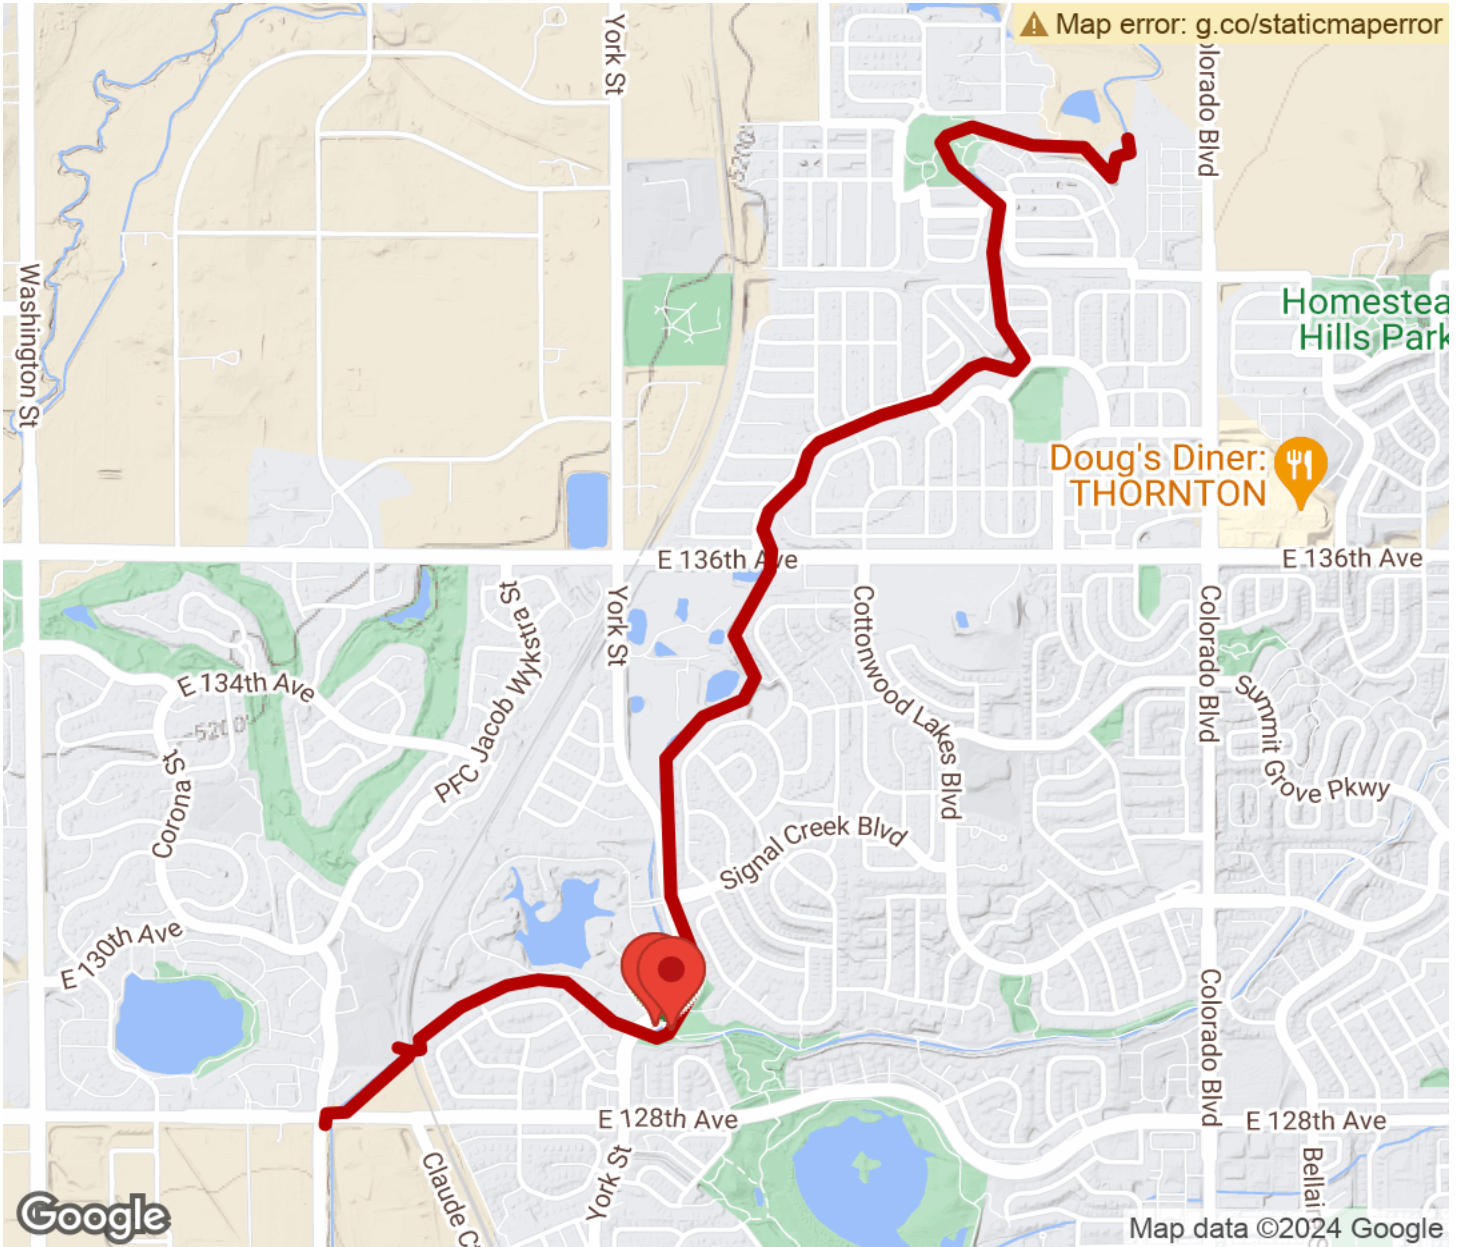 Map error: g.co/staticmaperror
York St
olorado Blvd
Washington St
Homestea
Hills Park
Doug's Diner:
THORNTON
E 136th Ave
E 136th Ave
York St
PFC Jacob Wykstra St
Cottonwood Lakes Blvd
Colorado Blvd
Summit Grove Pkwy
E 134th Ave
Corona St
Signal Creek Blvd
E 130th Ave
Colorado Blvd
E 128th Ave
E 128th Ave
York St
Claude C
Bellair
Google
Map data ©2024 Google